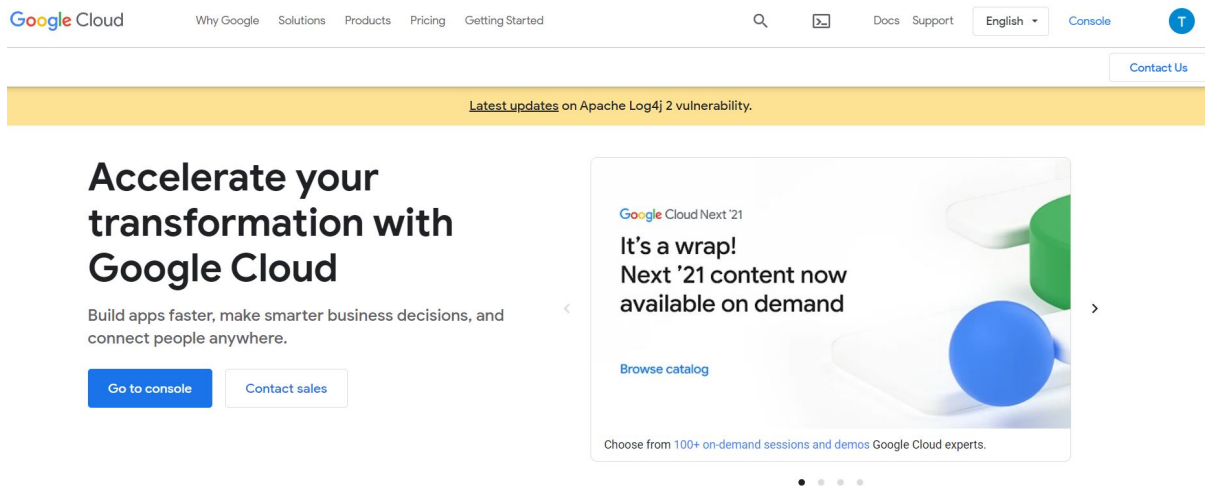 Google Cloud Why Google Solutions Products Pricing Getting Started Docs Support English Console T
Contact Us
Latest updates on Apache Log4j 2 vulnerability.
Accelerate your
transformation with
Google Cloud
Build apps faster, make smarter business decisions, and
connect people anywhere.
Go to console Contact sales
Google Cloud Next '21
It's a wrap!
Next '21 content now
available on demand
Browse catalog
Choose from 100+ on-demand sessions and demos Google Cloud experts.